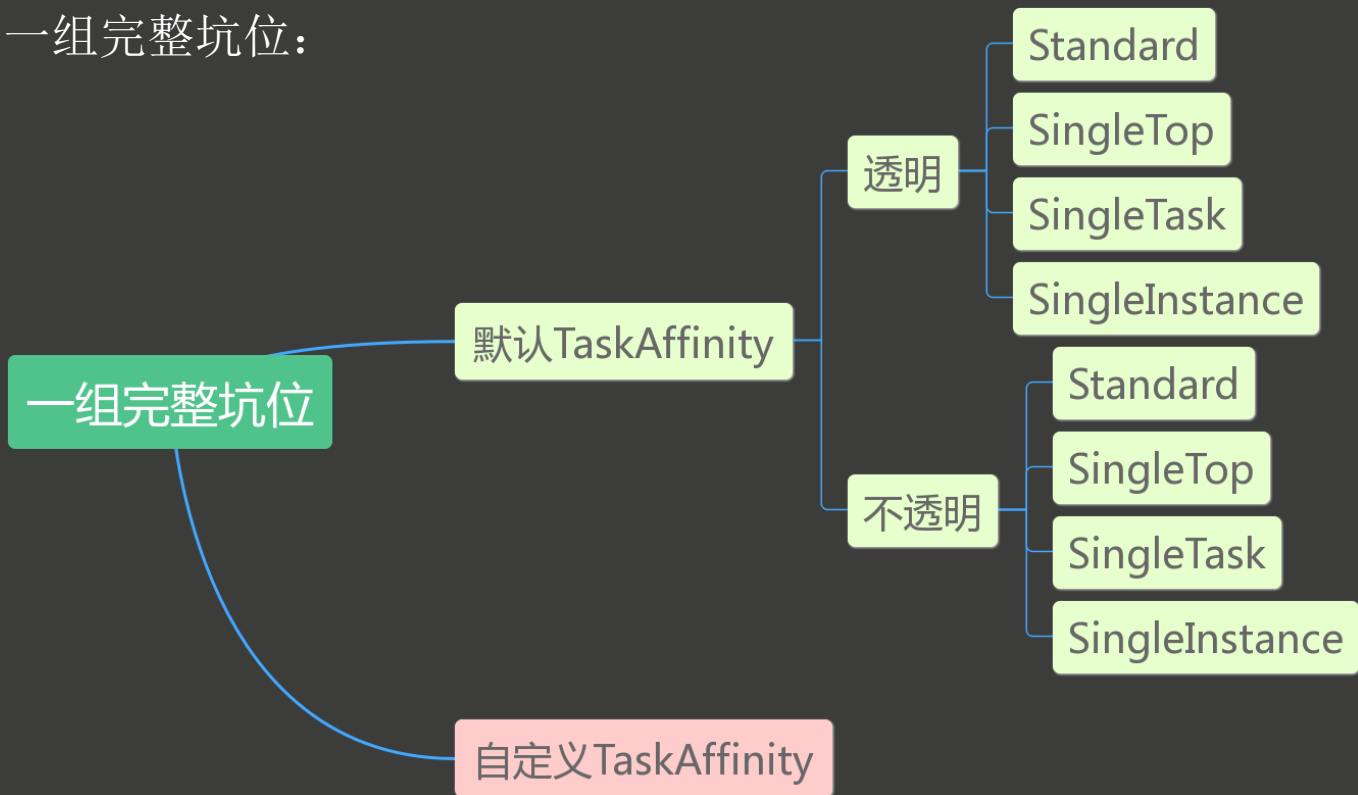 一组完整坑位：
一组完整坑位
默认TaskAffinity
透明
Standard
SingleTop
SingleTask
SingleInstance
不透明
Standard
SingleTop
SingleTask
SingleInstance
自定义TaskAffinity